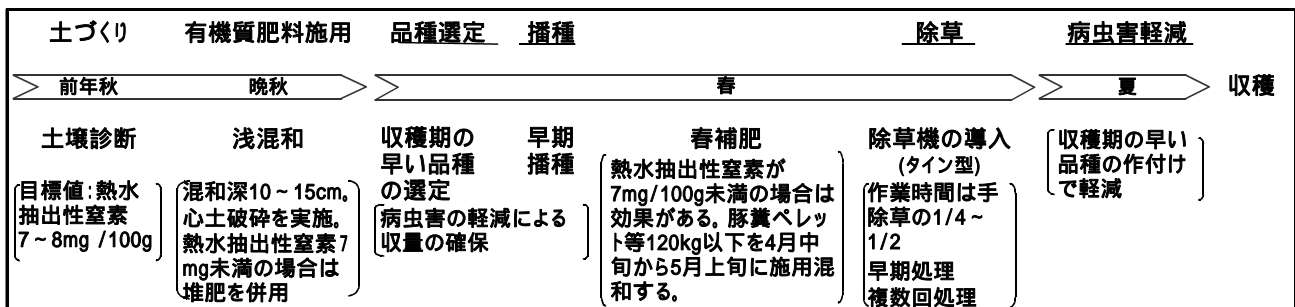 土づくり 有機質肥料施用 品種選定 播種 除草 病虫害軽減
前年秋 晩秋 春 夏 収穫
土壌診断
目標値:熱水
抽出性窒素
7~8mg /100g
浅混和
混和深10~15cm。
心土破砕を実施。
熱水抽出性窒素7
mg未満の場合は
堆肥を併用
収穫期の
早い品種
の選定
病虫害の軽減による
収量の確保
早期
播種
春補肥
熱水抽出性窒素が
7mg/100g未満の場合は
効果がある。豚糞ペレッ
ト等120kg以下を4月中
旬から5月上旬に施用混
和する。
除草機の導入
(タイン型)
作業時間は手
除草の1/4~
1/2
早期処理
複数回処理
収穫期の早い
品種の作付け
で軽減